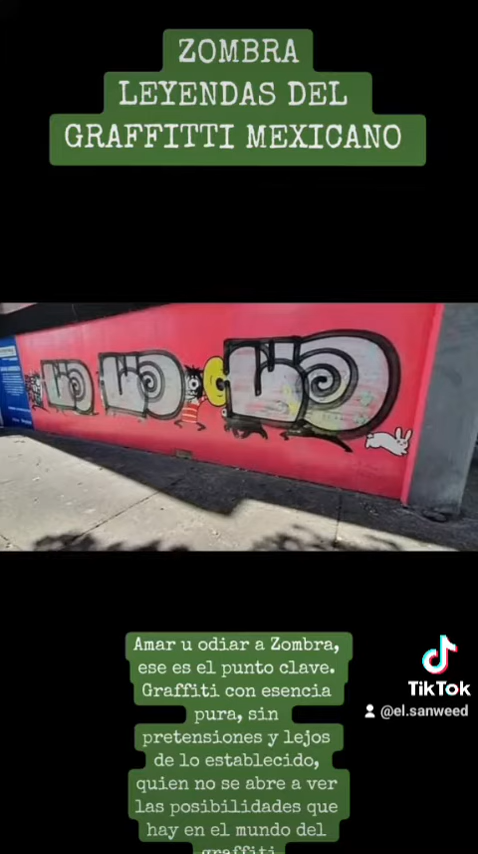 ZOMBRA
LEYENDAS DEL
GRAFFITTI MEXICANO
Amar u odiar a Zombra,
ese es el punto clave.
Graffiti con esencia
pura, sin
pretensiones y lejos
de lo establecido,
quien no se abre a ver
las posibilidades que
hay en el mundo del
graffiti
TikTok
@el.sanweed